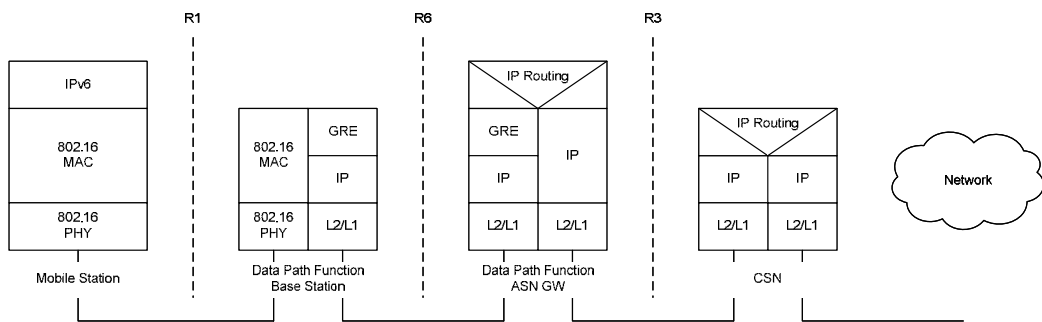 R1
R6
R3
IPv6
802.16
MAC
802.16
PHY
Mobile Station
802.16
MAC
GRE
IP
802.16
PHY
L2/L1
Data Path Function
Base Station
IP Routing
GRE
IP
IP
L2/L1
L2/L1
Data Path Function
ASN GW
IP Routing
IP
IP
L2/L1
L2/L1
CSN
Network